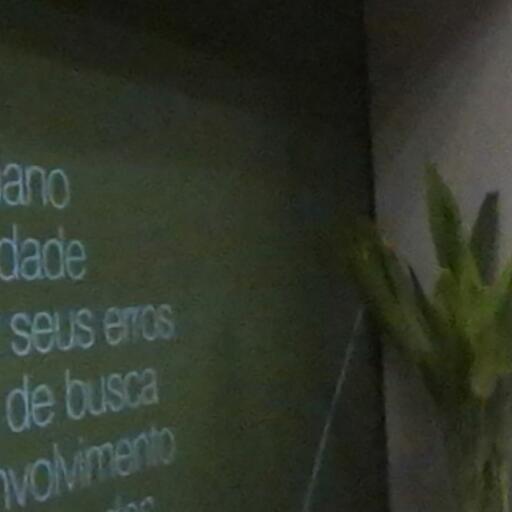 ano
dade
seus erros
de busca
nvolvimento